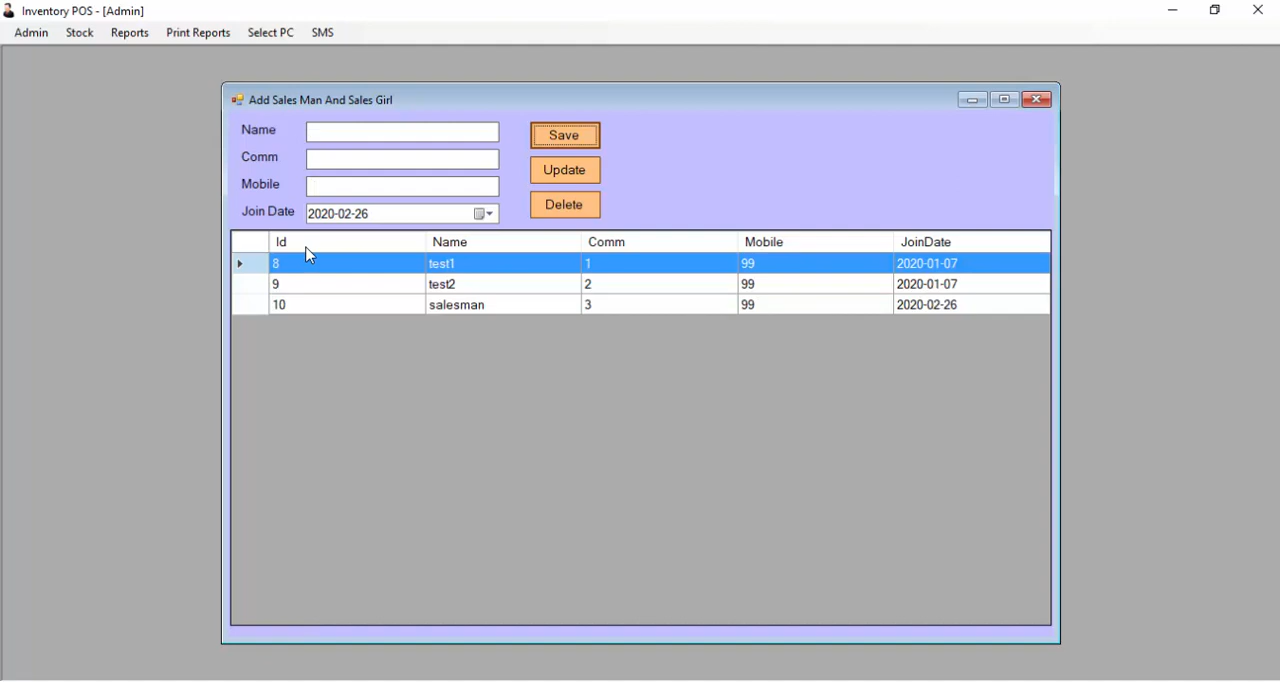 Inventory POS - [Admin]
Admin Stock Reports Print Reports Select PC SMS
Add Sales Man And Sales Girl
Name Save
Comm
Mobile Update
Join Date 2020-02-26 Delete
Id Name Comm Mobile JoinDate
8 test1 1 99 2020-01-07
9 test2 2 99 2020-01-07
10 salesman 3 99 2020-02-26